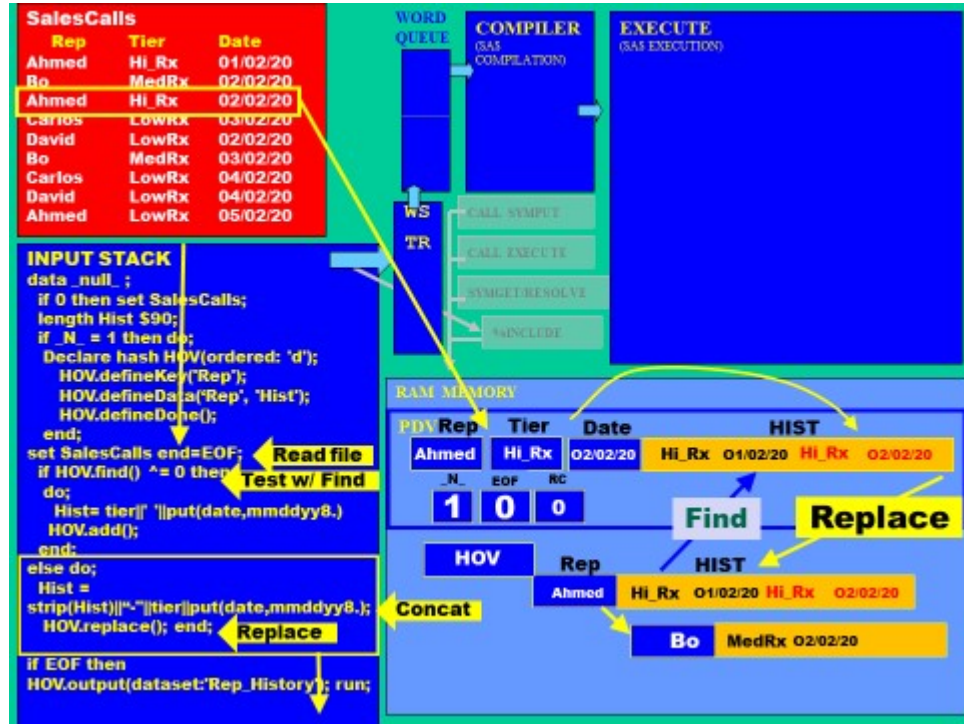 SalesCalls
Rep Tier Date
Ahmed Hi_Rx 01/02/20
Bo MedRx 02/02/20
Ahmed Hi_Rx 02/02/20
Carlos LowRx 03/02/20
David LowRx 02/02/20
Bo MedRx 03/02/20
Carlos LowRx 04/02/20
David LowRx 04/02/20
Ahmed LowRx 05/02/20
WORD
QUEUE
COMPILER
(SAS
COMPILATION)
EXECUTE
(SAS EXECUTION)
WS
TR
CALL SYMPUT
CALL EXECUTE
SYMGET/RESOLVE
%INCLUDE
INPUT STACK
data _null_ ;
if 0 then set SalesCalls;
length Hist $90;
if _N_ = 1 then do;
Declare hash HOV(ordered: 'd');
HOV.defineKey('Rep');
HOV.defineData('Rep', 'Hist');
HOV.defineDone();
end;
set SalesCalls end=EOF;
Read file
if HOV.find() ^= 0 then
Test w/ Find
do;
Hist= tier||' '||put(date,mmddyy8.)
HOV.add();
end;
else do;
Hist =
strip(Hist)||"-"||tier||put(date,mmddyy8.);
Concat
HOV.replace(); end;
Replace
if EOF then
HOV.output(dataset:'Rep_History'); run;
RAM MEMORY
PDV Rep Tier Date HIST
Ahmed Hi_Rx 02/02/20 Hi_Rx 01/02/20 Hi_Rx 02/02/20
_N_ EOF RC
1 0 0
Find
Replace
HOV
Rep HIST
Ahmed Hi_Rx 01/02/20 Hi_Rx 02/02/20
Bo MedRx 02/02/20